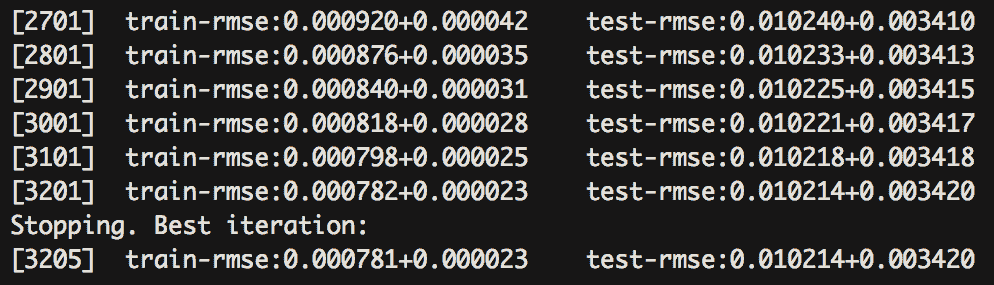 [2701]  train-rmse:0.000920+0.000042    test-rmse:0.010240+0.003410
[2801]  train-rmse:0.000876+0.000035    test-rmse:0.010233+0.003413
[2901]  train-rmse:0.000840+0.000031    test-rmse:0.010225+0.003415
[3001]  train-rmse:0.000818+0.000028    test-rmse:0.010221+0.003417
[3101]  train-rmse:0.000798+0.000025    test-rmse:0.010218+0.003418
[3201]  train-rmse:0.000782+0.000023    test-rmse:0.010214+0.003420
Stopping. Best iteration:
[3205]  train-rmse:0.000781+0.000023    test-rmse:0.010214+0.003420